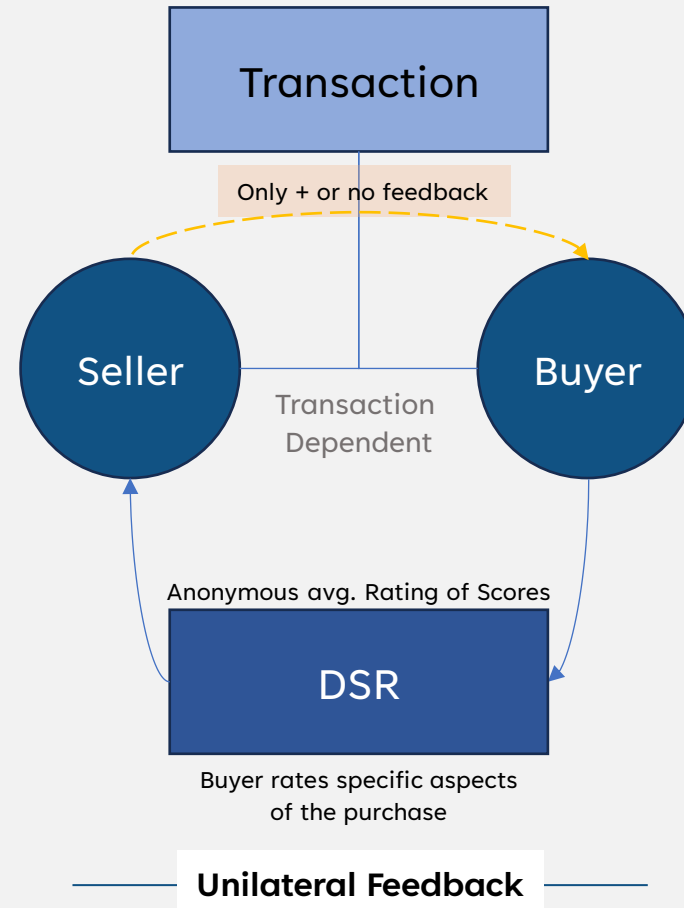 Transaction
Only + or no feedback
Seller
Buyer
Transaction
Dependent
Anonymous avg. Rating of Scores
DSR
Buyer rates specific aspects
of the purchase
Unilateral Feedback